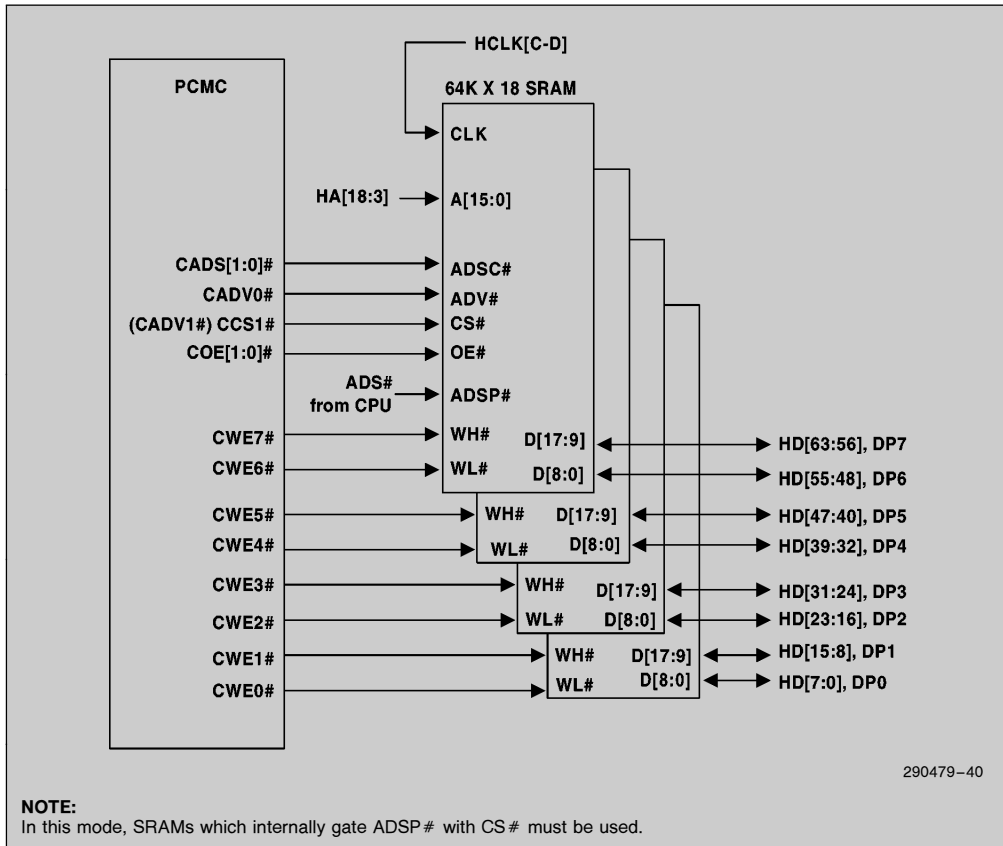 HCLK[C-D]
PCMC
64K X 18 SRAM
CLK
HA[18:3]
A[15:0]
CADS[1:0]#
ADSC#
CADV0#
ADV#
(CADV1#) CCS1#
CS#
COE[1:0]#
OE#
ADS#
from CPU
ADSP#
CWE7#
WH#
D[17:9]
HD[63:56], DP7
CWE6#
WL#
D[8:0]
HD[55:48], DP6
CWE5#
WH#
D[17:9]
HD[47:40], DP5
CWE4#
WL#
D[8:0]
HD[39:32], DP4
CWE3#
WH#
D[17:9]
HD[31:24], DP3
CWE2#
WL#
D[8:0]
HD[23:16], DP2
CWE1#
WH#
D[17:9]
HD[15:8], DP1
CWE0#
WL#
D[8:0]
HD[7:0], DP0
290479–40
NOTE:
In this mode, SRAMs which internally gate ADSP# with CS# must be used.